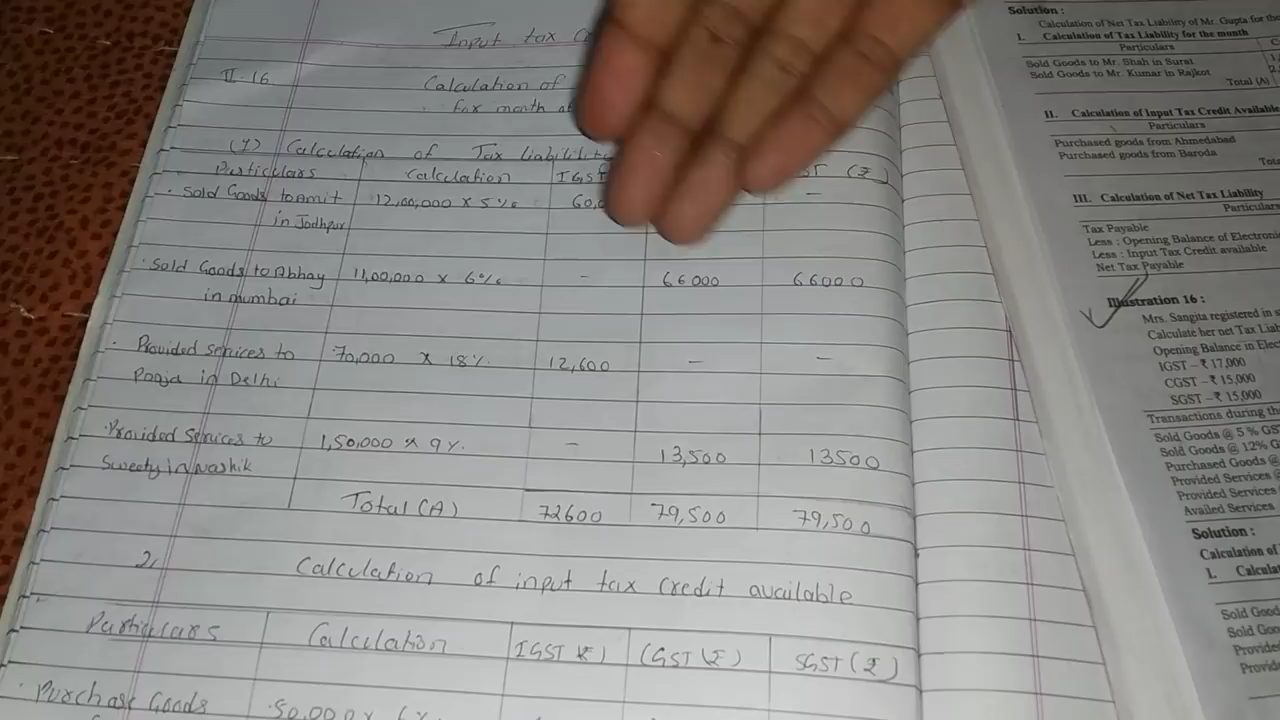 Input tax
II.16 Calculation of
for month
(1) Calculation of Tax liability
Particulars Calculation IGST (₹)
· Sold Goods to Amit 12,00,000 x 5% 60,0 –
in Jodhpur
· Sold Goods to Abhay 11,00,000 x 6% – 66000 66000
in mumbai
· Provided Services to 70,000 x 18% 12,600 – –
Pooja in Delhi
· Provided Services to 1,50,000 x 9% – 13,500 13500
Sweety in Nashik
Total (A) 72600 79,500 79,500
2, Calculation of input tax credit available
Particulars Calculation IGST (₹) CGST (₹) SGST (₹)
· Purchase Goods 50,000 x
Solution :
Calculation of Net Tax Liability of Mr. Gupta for the
I. Calculation of Tax Liability for the month
Particulars
Sold Goods to Mr. Shah in Surat
Sold Goods to Mr. Kumar in Rajkot
Total (A)
II. Calculation of Input Tax Credit Available
Particulars
Purchased goods from Ahmedabad
Purchased goods from Baroda
III. Calculation of Net Tax Liability
Particulars
Tax Payable
Less : Opening Balance of Electroni
Less : Input Tax Credit available
Net Tax Payable
Illustration 16 :
Mrs. Sangita registered in
Calculate her net Tax Lia
Opening Balance in Elec
IGST – ₹ 17,000
CGST – ₹ 15,000
SGST – ₹ 15,000
Transactions during th
Sold Goods @ 5 % GS
Sold Goods @ 12% G
Purchased Goods @
Provided Services @
Provided Services
Availed Services
Solution :
Calculation of
I. Calcula
Sold Good
Sold Goo
Provide
Provid